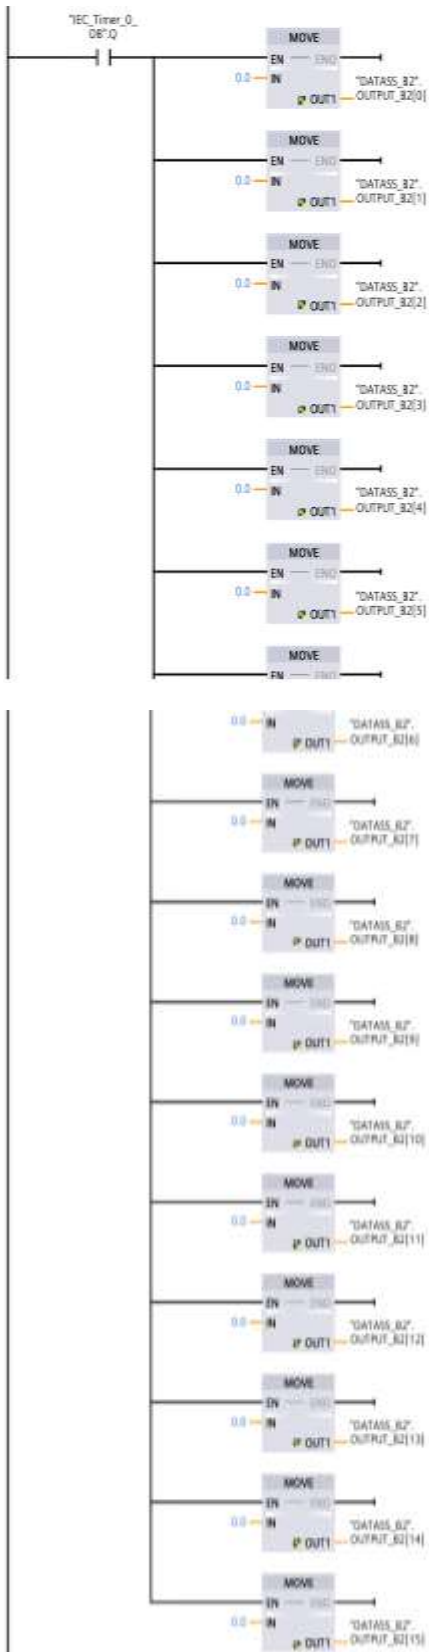 "IEC_Timer_0_
DB".Q
MOVE
EN ENO
0.0 IN
"DATASS_B2".
OUT1 OUTPUT_B2[0]
MOVE
EN ENO
0.0 IN
"DATASS_B2".
OUT1 OUTPUT_B2[1]
MOVE
EN ENO
0.0 IN
"DATASS_B2".
OUT1 OUTPUT_B2[2]
MOVE
EN ENO
0.0 IN
"DATASS_B2".
OUT1 OUTPUT_B2[3]
MOVE
EN ENO
0.0 IN
"DATASS_B2".
OUT1 OUTPUT_B2[4]
MOVE
EN ENO
0.0 IN
"DATASS_B2".
OUT1 OUTPUT_B2[5]
MOVE
EN ENO
0.0 IN
"DATASS_B2".
OUT1 OUTPUT_B2[6]
MOVE
EN ENO
0.0 IN
"DATASS_B2".
OUT1 OUTPUT_B2[7]
MOVE
EN ENO
0.0 IN
"DATASS_B2".
OUT1 OUTPUT_B2[8]
MOVE
EN ENO
0.0 IN
"DATASS_B2".
OUT1 OUTPUT_B2[9]
MOVE
EN ENO
0.0 IN
"DATASS_B2".
OUT1 OUTPUT_B2[10]
MOVE
EN ENO
0.0 IN
"DATASS_B2".
OUT1 OUTPUT_B2[11]
MOVE
EN ENO
0.0 IN
"DATASS_B2".
OUT1 OUTPUT_B2[12]
MOVE
EN ENO
0.0 IN
"DATASS_B2".
OUT1 OUTPUT_B2[13]
MOVE
EN ENO
0.0 IN
"DATASS_B2".
OUT1 OUTPUT_B2[14]
MOVE
EN ENO
0.0 IN
"DATASS_B2".
OUT1 OUTPUT_B2[15]